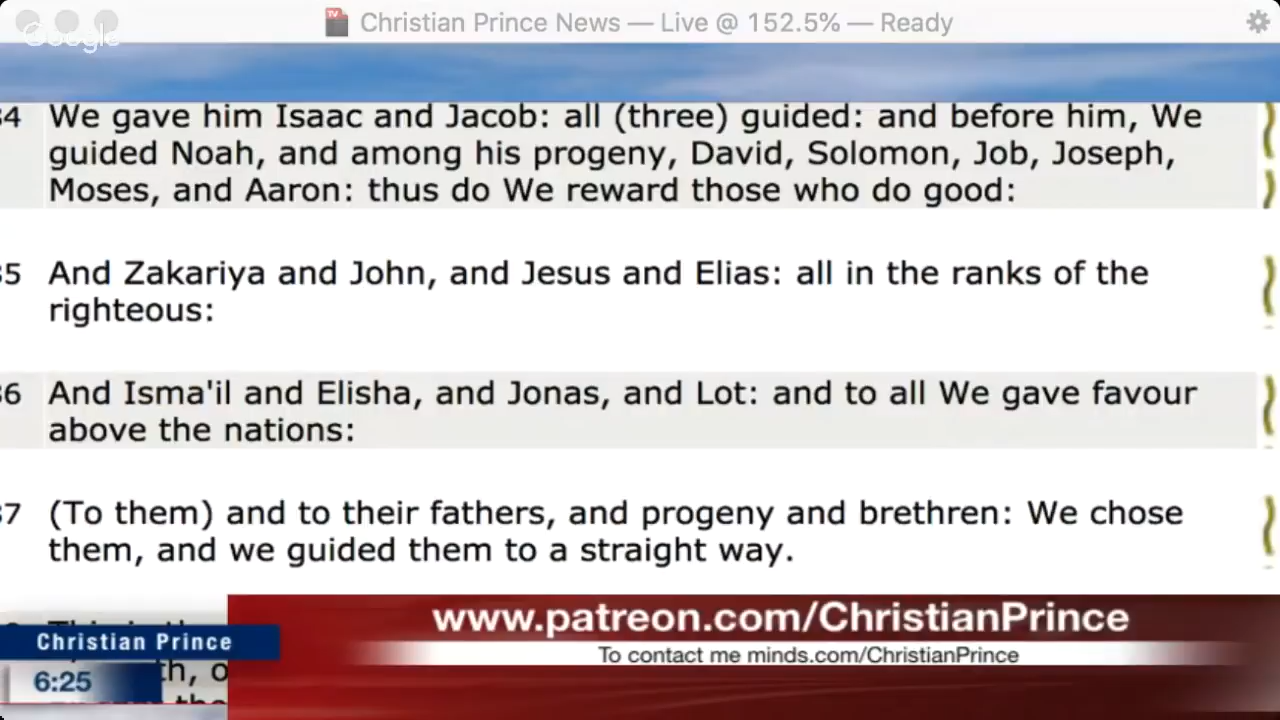 Christian Prince News — Live @ 152.5% — Ready
Google
34 We gave him Isaac and Jacob: all (three) guided: and before him, We
guided Noah, and among his progeny, David, Solomon, Job, Joseph,
Moses, and Aaron: thus do We reward those who do good:
35 And Zakariya and John, and Jesus and Elias: all in the ranks of the
righteous:
36 And Isma'il and Elisha, and Jonas, and Lot: and to all We gave favour
above the nations:
37 (To them) and to their fathers, and progeny and brethren: We chose
them, and we guided them to a straight way.
www.patreon.com/ChristianPrince
To contact me minds.com/ChristianPrince
Christian Prince
6:25